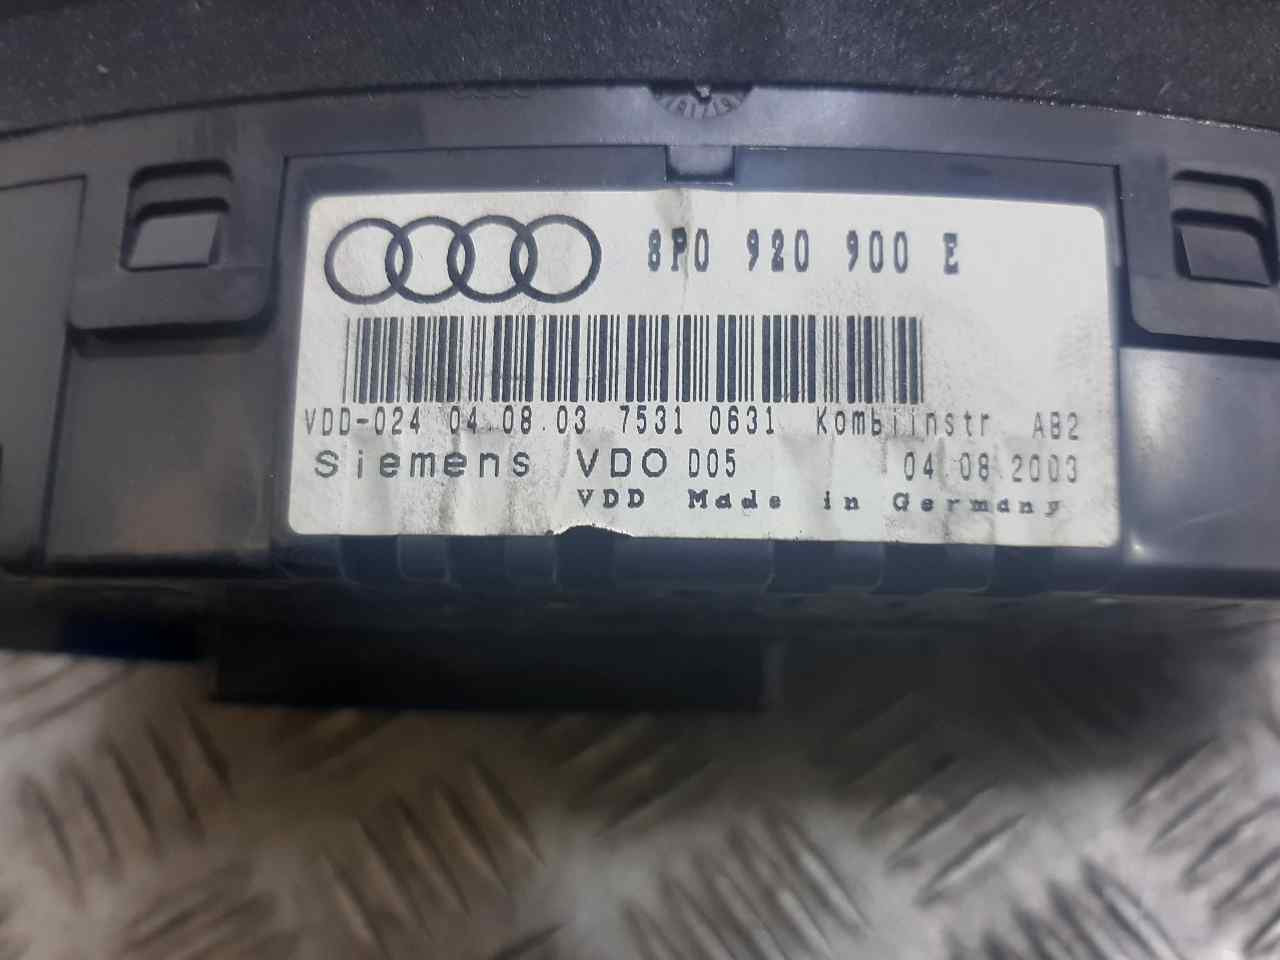 8P0 920 900 E
VDD-024 04.08.03 7531 0631 Kombiinstr AB2
Siemens VDO D05 04.08.2003
VDD Made in Germany